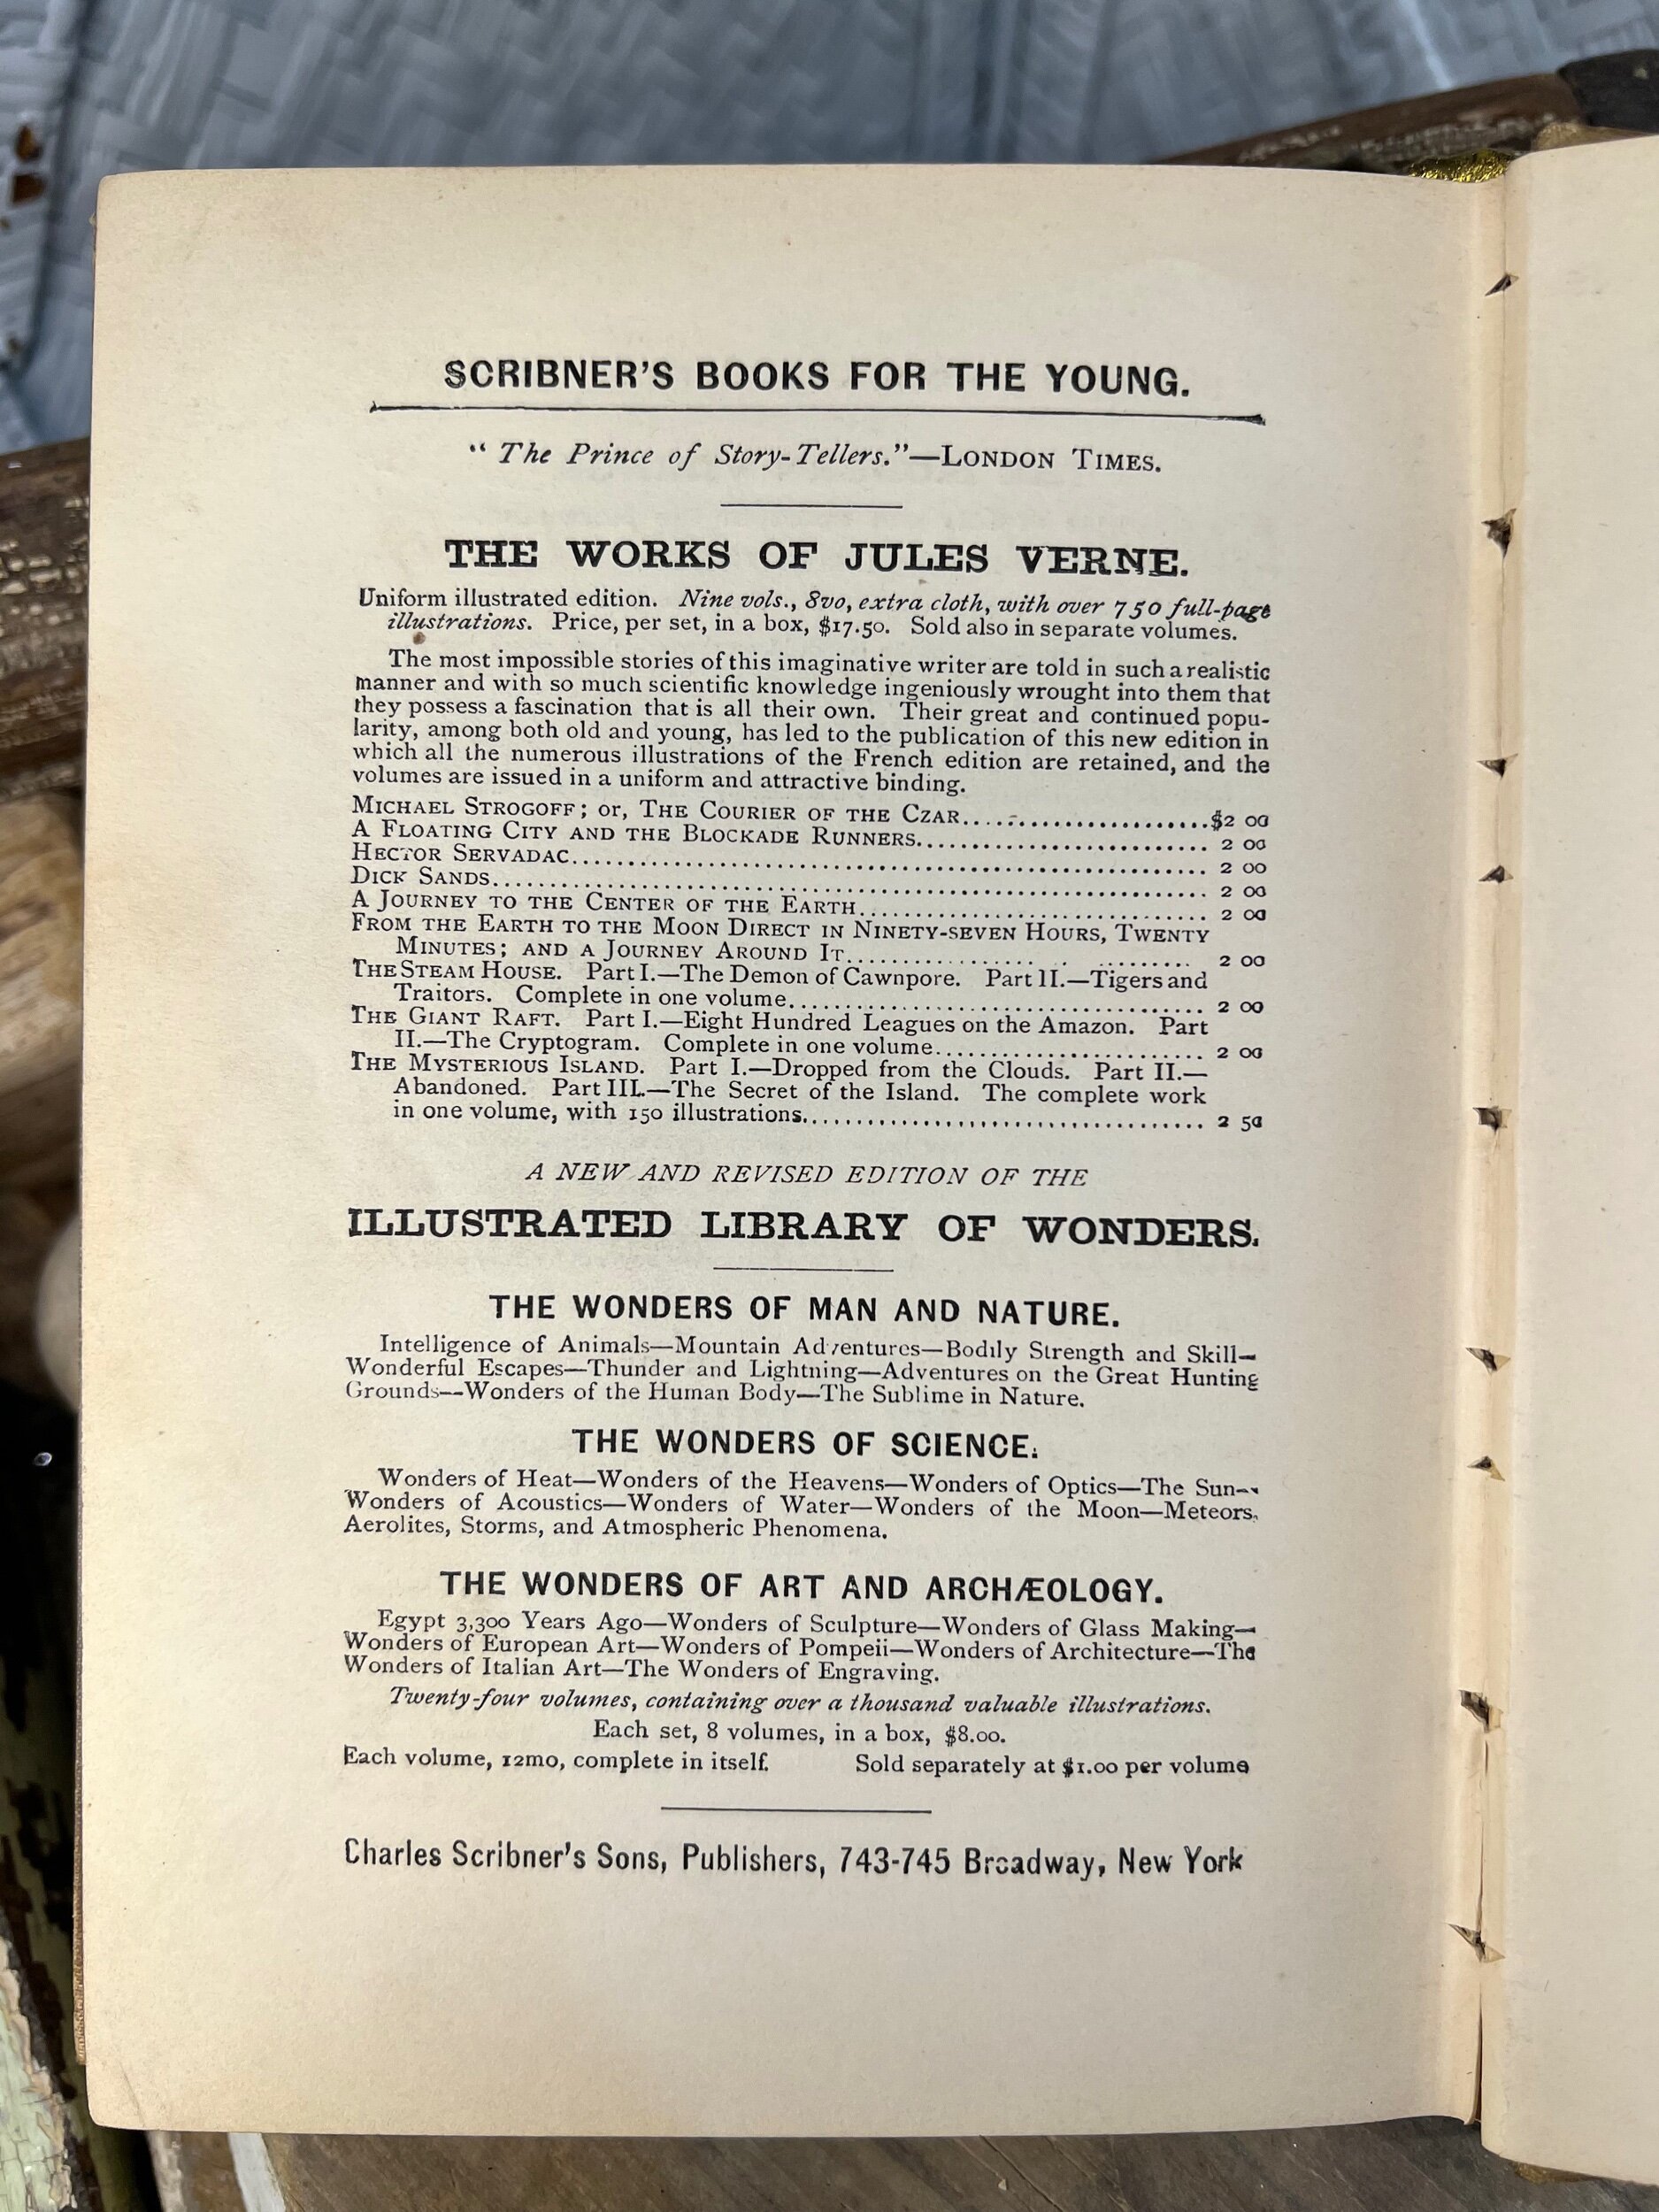 SCRIBNER'S BOOKS FOR THE YOUNG.
“ The Prince of Story-Tellers.”—LONDON TIMES.
THE WORKS OF JULES VERNE.
Uniform illustrated edition. Nine vols., 8vo, extra cloth, with over 750 full-page
illustrations. Price, per set, in a box, $17.50. Sold also in separate volumes.
The most impossible stories of this imaginative writer are told in such a realistic
manner and with so much scientific knowledge ingeniously wrought into them that
they possess a fascination that is all their own. Their great and continued popu-
larity, among both old and young, has led to the publication of this new edition in
which all the numerous illustrations of the French edition are retained, and the
volumes are issued in a uniform and attractive binding.
MICHAEL STROGOFF; or, THE COURIER OF THE CZAR..............................$2 00
A FLOATING CITY AND THE BLOCKADE RUNNERS.............................. 2 00
HECTOR SERVADAC.............................. 2 00
DICK SANDS.............................. 2 00
A JOURNEY TO THE CENTER OF THE EARTH.............................. 2 00
FROM THE EARTH TO THE MOON DIRECT IN NINETY-SEVEN HOURS, TWENTY
MINUTES; AND A JOURNEY AROUND IT.............................. 2 00
THE STEAM HOUSE. Part I.—The Demon of Cawnpore. Part II.—Tigers and
Traitors. Complete in one volume.............................. 2 00
THE GIANT RAFT. Part I.—Eight Hundred Leagues on the Amazon. Part
II.—The Cryptogram. Complete in one volume.............................. 2 00
THE MYSTERIOUS ISLAND. Part I.—Dropped from the Clouds. Part II.—
Abandoned. Part III.—The Secret of the Island. The complete work
in one volume, with 150 illustrations.............................. 2 50
A NEW AND REVISED EDITION OF THE
ILLUSTRATED LIBRARY OF WONDERS.
THE WONDERS OF MAN AND NATURE.
Intelligence of Animals—Mountain Adventures—Bodily Strength and Skill—
Wonderful Escapes—Thunder and Lightning—Adventures on the Great Hunting
Grounds—Wonders of the Human Body—The Sublime in Nature.
THE WONDERS OF SCIENCE.
Wonders of Heat—Wonders of the Heavens—Wonders of Optics—The Sun—
Wonders of Acoustics—Wonders of Water—Wonders of the Moon—Meteors,
Aerolites, Storms, and Atmospheric Phenomena.
THE WONDERS OF ART AND ARCHÆOLOGY.
Egypt 3,300 Years Ago—Wonders of Sculpture—Wonders of Glass Making—
Wonders of European Art—Wonders of Pompeii—Wonders of Architecture—The
Wonders of Italian Art—The Wonders of Engraving.
Twenty-four volumes, containing over a thousand valuable illustrations.
Each set, 8 volumes, in a box, $8.00.
Each volume, 12mo, complete in itself. Sold separately at $1.00 per volume
Charles Scribner's Sons, Publishers, 743-745 Broadway, New York